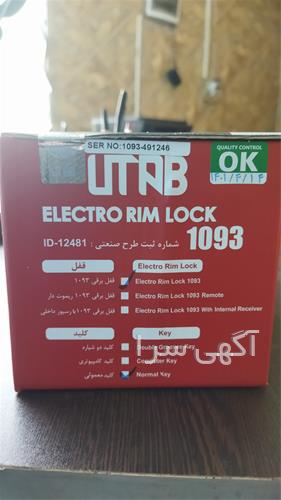 SER NO:1093-491246
UTAB
QUALITY CONTROL
OK
۱۴۰۱/۴/۱۴
ELECTRO RIM LOCK
ID-12481 : شماره ثبت طرح صنعتی 1093
قفل Electro Rim Lock
قفل برقی ۱۰۹۳ Electro Rim Lock 1093
قفل برقی ۱۰۹۳ ریموت دار Electro Rim Lock 1093 Remote
قفل برقی ۱۰۹۳ با رسیور داخلی Electro Rim Lock 1093 With Internal Receiver
آگهی سرا
کلید Key
کلید دو شیاره Double Groove Key
کلید کامپیوتری Computer Key
کلید معمولی Normal Key